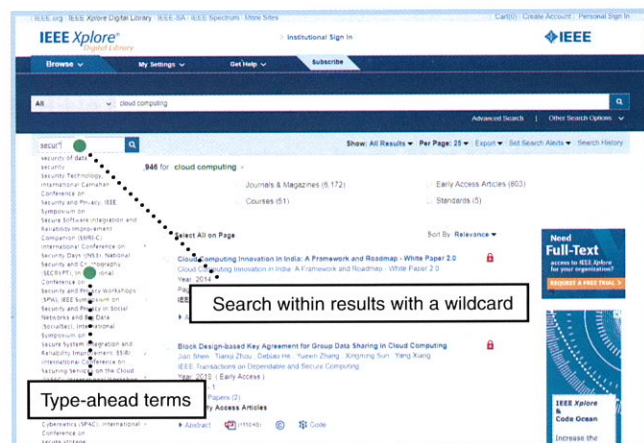 IEEE.org IEEE Xplore Digital Library IEEE-SA IEEE Spectrum More Sites
Cart(0) Create Account Personal Sign In
IEEE Xplore®
Digital Library
> Institutional Sign In
IEEE
Browse
My Settings
Get Help
Subscribe
All
cloud computing
Advanced Search | Other Search Options
secur*
Show: All Results Per Page: 25 Export Set Search Alerts Search History
security of data
security
Security Technology,
International Carnahan
Conference on
Security and Privacy, IEEE
Symposium on
Secure Software Integration and
Reliability Improvement
Companion (SSIRI-C)
International Conference on
Security Days (INS3), National
Security and
(SECRYPT),
Conference on
Security and Privacy Workshops
(SPW), IEEE Symposium on
Security and Privacy in Social
Networks and Big Data
(SocialSec), International
Symposium on
Secure System Integration and
Reliability Improvement, SSIRI
International Conference on
Securing Services on the Cloud
,946 for cloud computing
Journals & Magazines (6,172)
Early Access Articles (803)
Courses (51)
Standards (5)
Select All on Page
Sort By Relevance
Cloud Computing Innovation in India: A Framework and Roadmap - White Paper 2.0
Cloud Computing Innovation in India: A Framework and Roadmap - White Paper 2.0
Year: 2014
Search within results with a wildcard
Block Design-based Key Agreement for Group Data Sharing in Cloud Computing
Jian Shen Tianqi Zhou Debiao He Yuexin Zhang Xingming Sun Yang Xiang
IEEE Transactions on Dependable and Secure Computing
Year: 2018 (Early Access)
Papers (2)
Access Articles
Abstract Code
Type-ahead terms
Cybernetics (SPAC), International
Conference on
Need
Full-Text
access to IEEE Xplore
for your organization?
REQUEST A FREE TRIAL >
IEEE Xplore
&
Code Ocean
Increase the